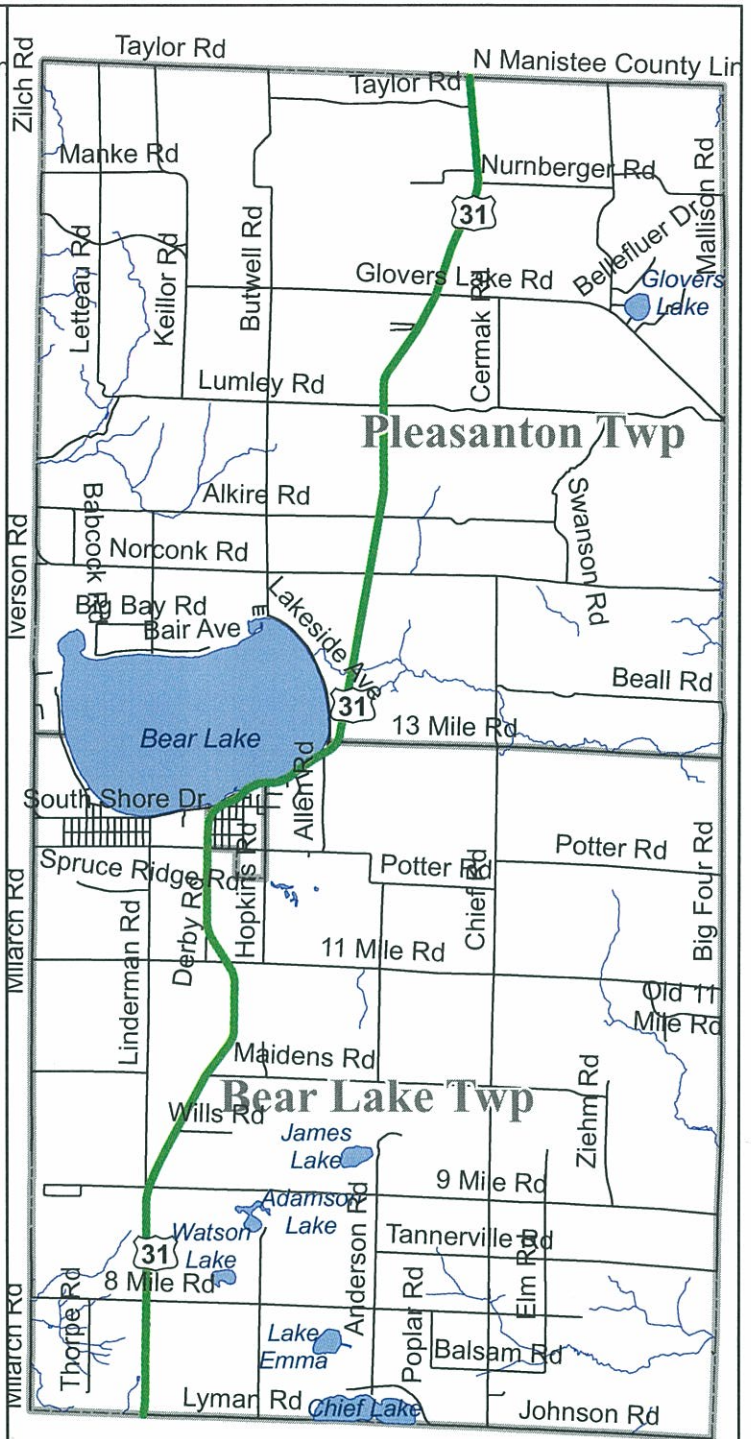 Taylor Rd
N Manistee County Lin
Zilch Rd
Taylor Rd
Manke Rd
Nurnberger Rd
Mallison Rd
31
Bellefluer Dr
Letteau Rd
Keillor Rd
Butwell Rd
Glovers Lake Rd
Glovers
Lake
Cermak Rd
Lumley Rd
Pleasanton Twp
Alkire Rd
Swanson Rd
Babcock Rd
Iverson Rd
Norconk Rd
Big Bay Rd
Bair Ave
E
Lakeside Ave
Beall Rd
31
13 Mile Rd
Bear Lake
Allen Rd
South Shore Dr
Potter Rd
Spruce Ridge Rd
Potter Rd
Hopkins Rd
Chief Rd
Big Four Rd
Milarch Rd
Derby Rd
Linderman Rd
11 Mile Rd
Old 11
Mile Rd
Maidens Rd
Bear Lake Twp
Ziehm Rd
Wills Rd
James
Lake
9 Mile Rd
Adamson
Lake
Anderson Rd
Watson
Lake
Tannerville Rd
31
8 Mile Rd
Elm Rd
Milarch Rd
Thorpe Rd
Poplar Rd
Lake
Emma
Balsam Rd
Lyman Rd
Chief Lake
Johnson Rd